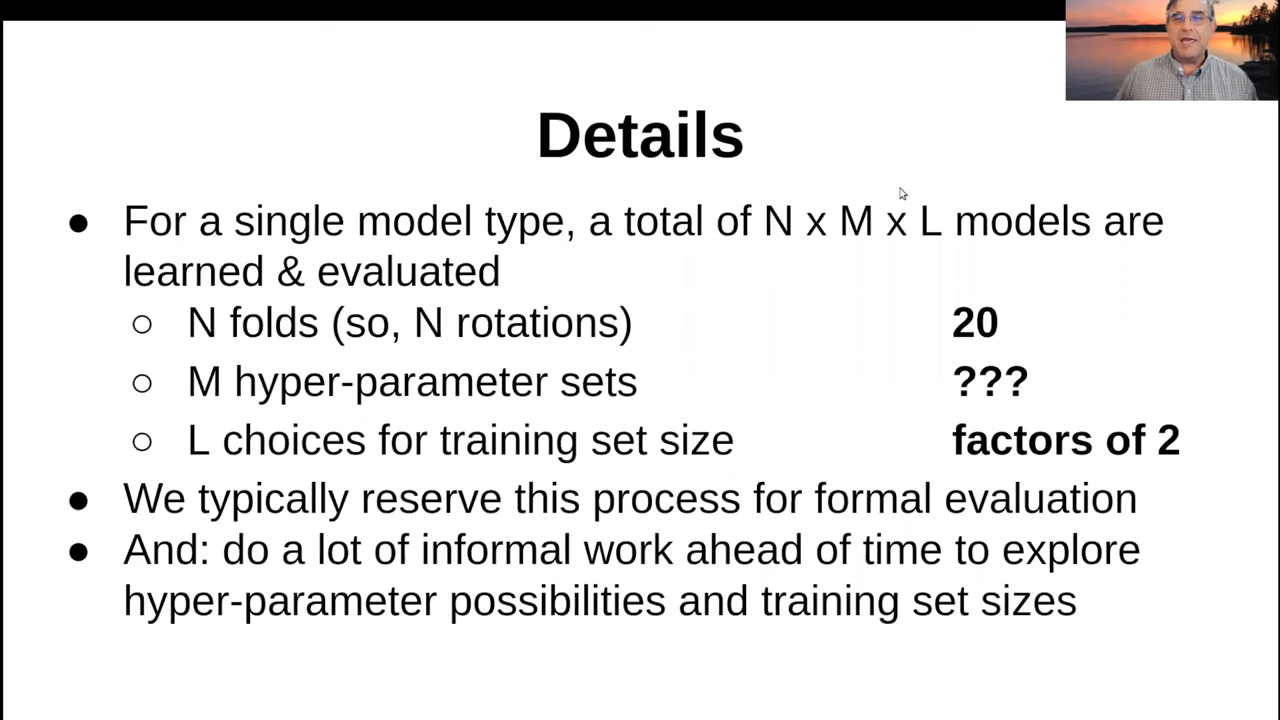 Details
● For a single model type, a total of N x M x L models are
learned & evaluated
○ N folds (so, N rotations) 20
○ M hyper-parameter sets ???
○ L choices for training set size factors of 2
● We typically reserve this process for formal evaluation
● And: do a lot of informal work ahead of time to explore
hyper-parameter possibilities and training set sizes